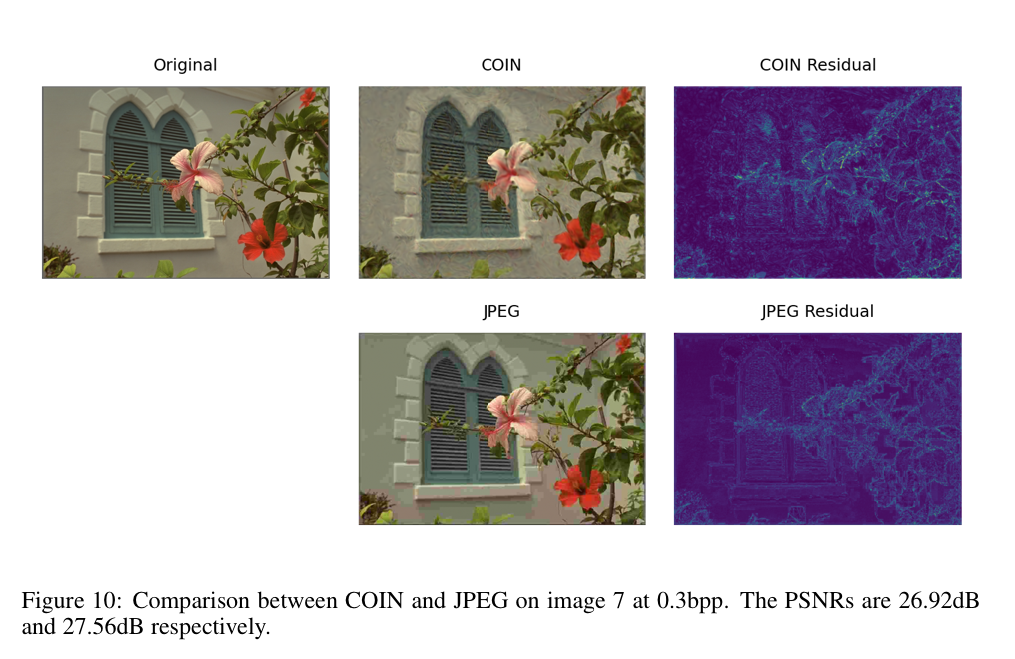 Original
COIN
COIN Residual
JPEG
JPEG Residual
Figure 10: Comparison between COIN and JPEG on image 7 at 0.3bpp. The PSNRs are 26.92dB
and 27.56dB respectively.